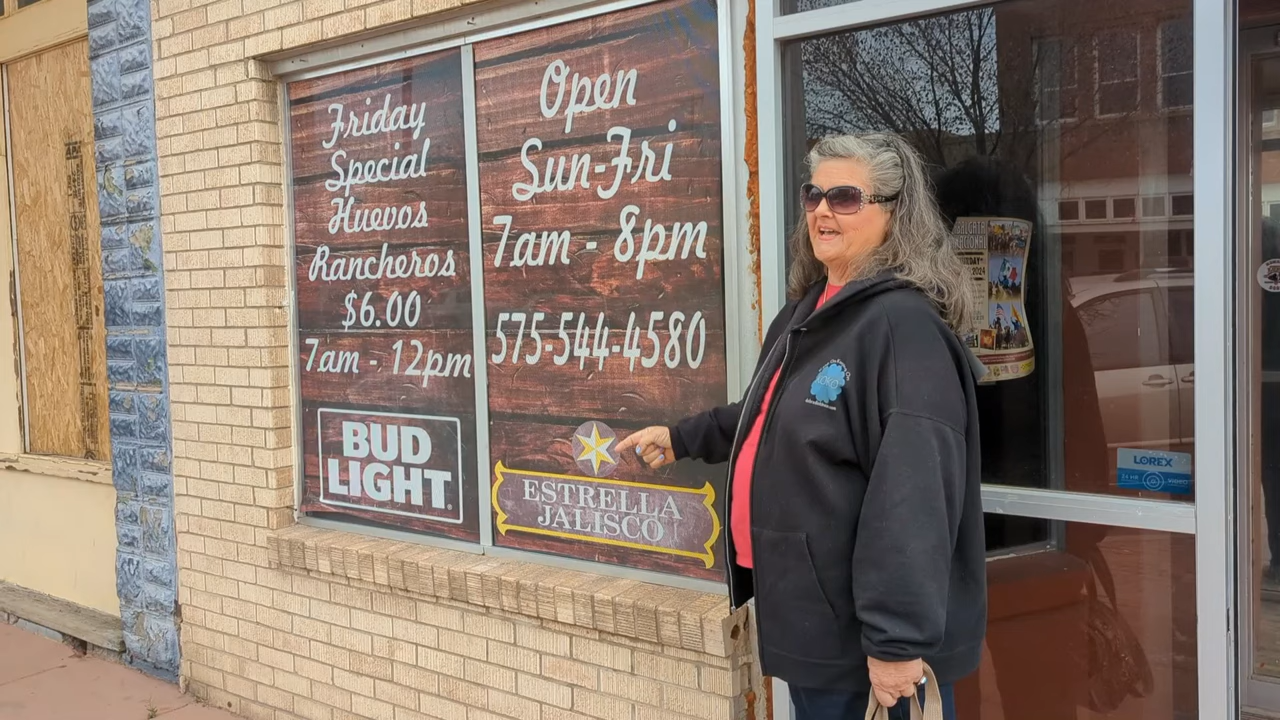 Friday
Special
Huevos
Rancheros
$6.00
7am - 12pm
BUD
LIGHT
Open
Sun-Fri
7am - 8pm
575-544-4580
ESTRELLA
JALISCO
LOREX